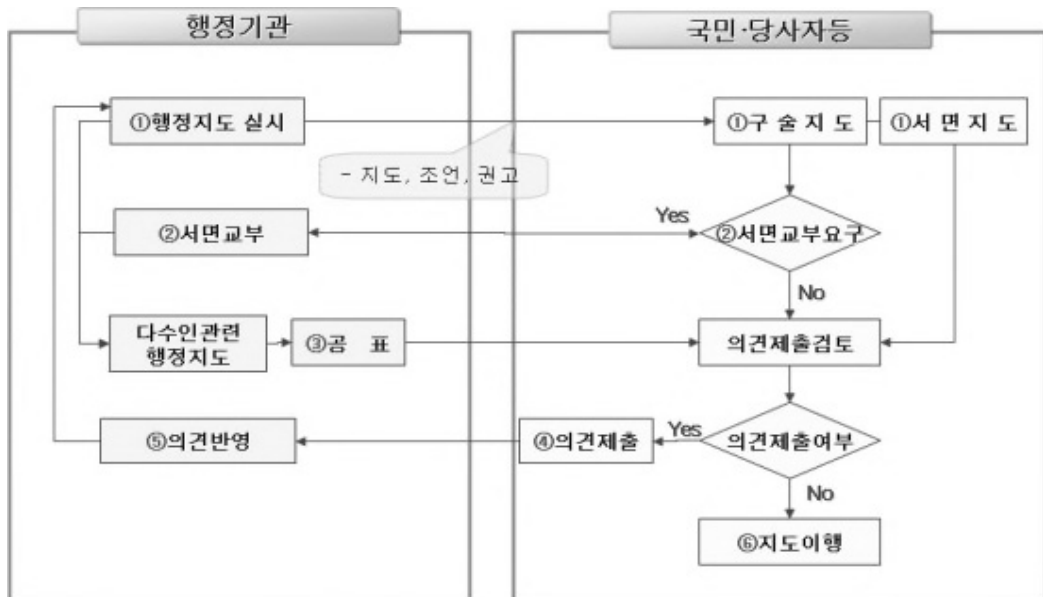 행정기관
국민·당사자등
①행정지도 실시
①구 술 지 도
①서 면 지 도
- 지도, 조언, 권고
②서면교부
Yes
②서면교부요구
No
다수인관련
행정지도
③공 표
의견제출검토
⑤의견반영
④의견제출
Yes
의견제출여부
No
⑥지도이행